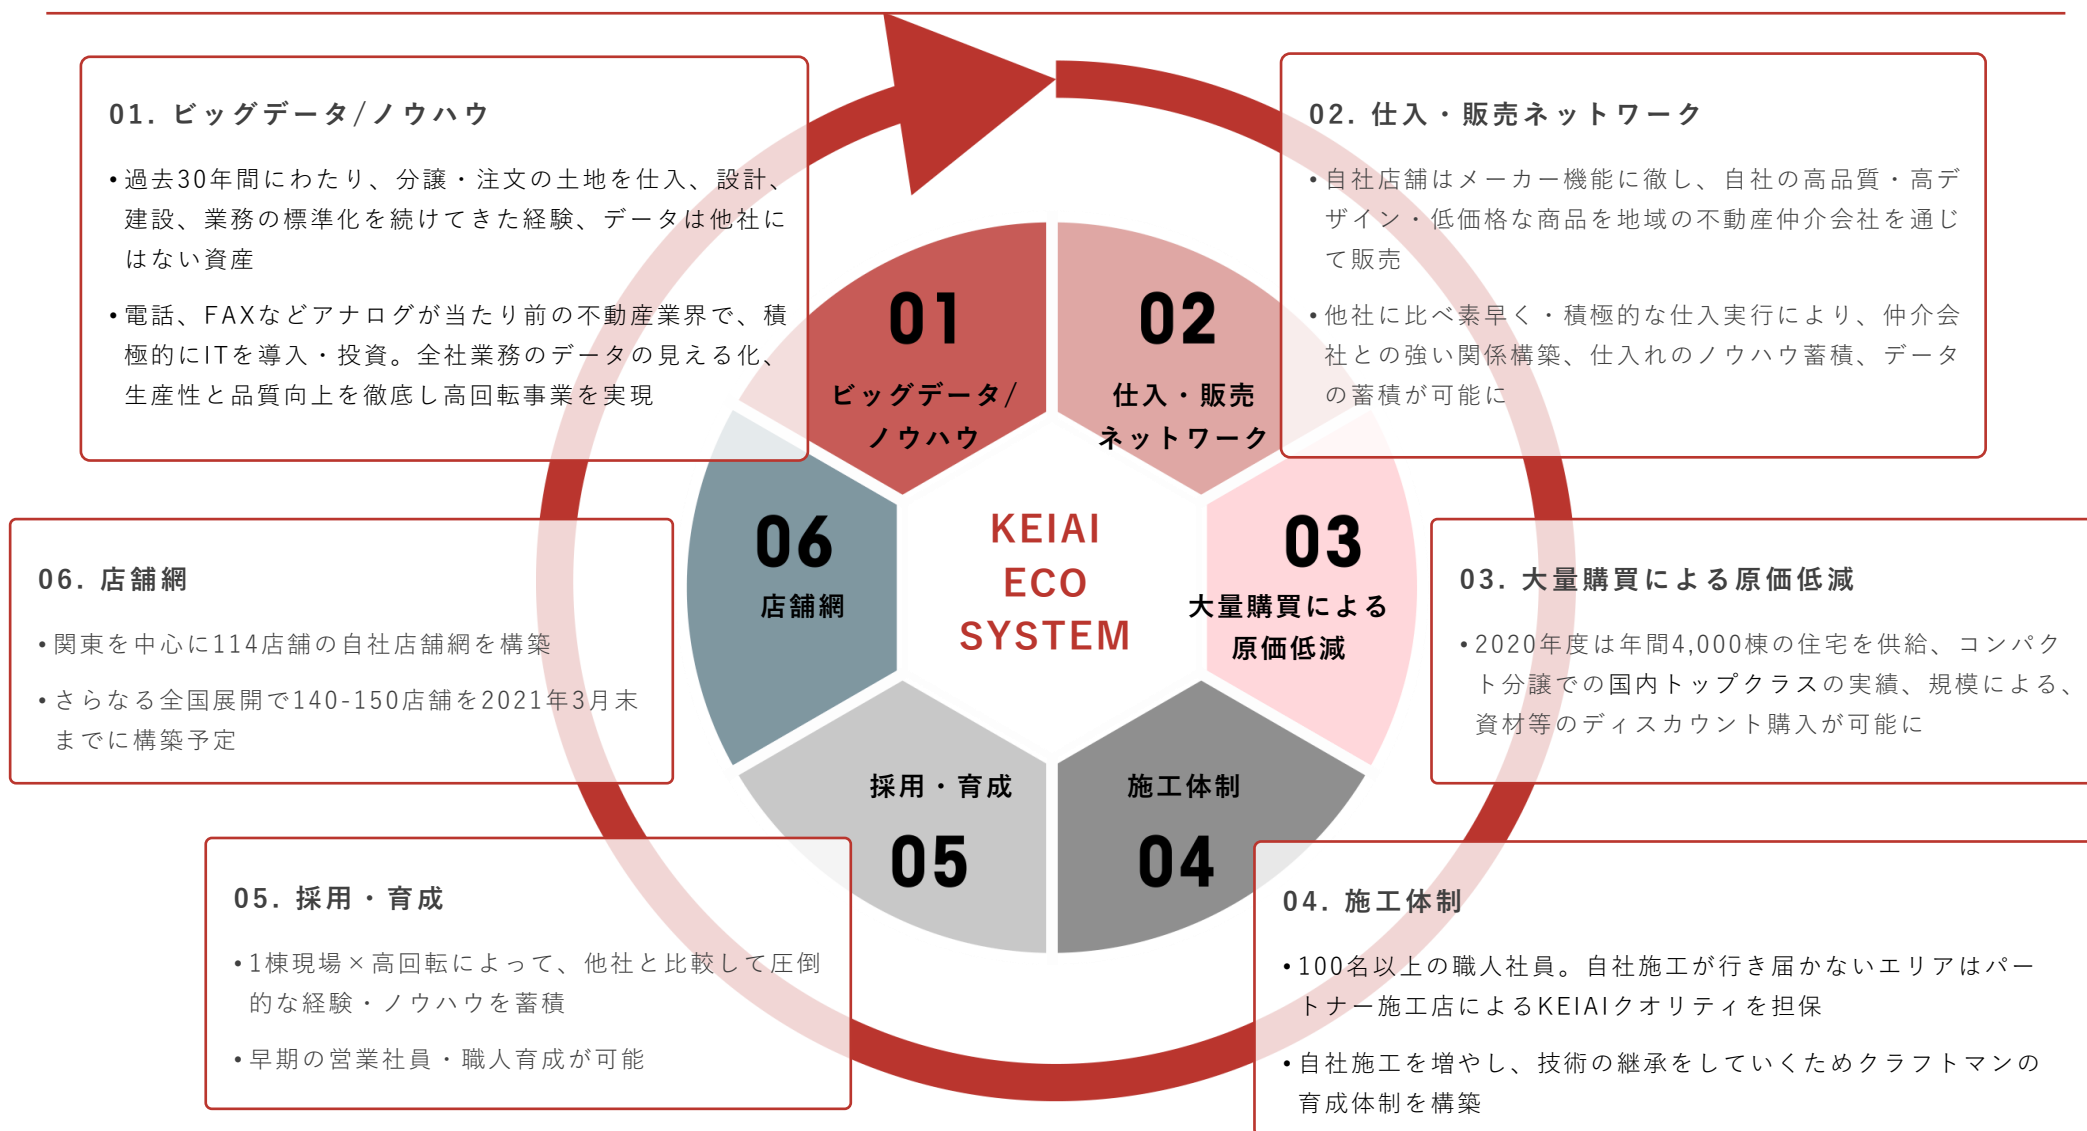 01. ビッグデータ/ノウハウ
•過去30年間にわたり、分譲・注文の土地を仕入、設計、
建設、業務の標準化を続けてきた経験、データは他社に
はない資産
•電話、FAXなどアナログが当たり前の不動産業界で、積
極的にITを導入・投資。全社業務のデータの見える化、
生産性と品質向上を徹底し高回転事業を実現
02. 仕入・販売ネットワーク
•自社店舗はメーカー機能に徹し、自社の高品質・高デ
ザイン・低価格な商品を地域の不動産仲介会社を通じ
て販売
•他社に比べ素早く・積極的な仕入実行により、仲介会
社との強い関係構築、仕入れのノウハウ蓄積、データ
の蓄積が可能に
01
ビッグデータ/
ノウハウ
02
仕入・販売
ネットワーク
06
店舗網
KEIAI
ECO
SYSTEM
03
大量購買による
原価低減
採用・育成
05
施工体制
04
06. 店舗網
•関東を中心に114店舗の自社店舗網を構築
•さらなる全国展開で140-150店舗を2021年3月末
までに構築予定
03. 大量購買による原価低減
•2020年度は年間4,000棟の住宅を供給、コンパク
ト分譲での国内トップクラスの実績、規模による、
資材等のディスカウント購入が可能に
05. 採用・育成
•1棟現場×高回転によって、他社と比較して圧倒
的な経験・ノウハウを蓄積
•早期の営業社員・職人育成が可能
04. 施工体制
•100名以上の職人社員。自社施工が行き届かないエリアはパー
トナー施工店によるKEIAIクオリティを担保
•自社施工を増やし、技術の継承をしていくためクラフトマンの
育成体制を構築